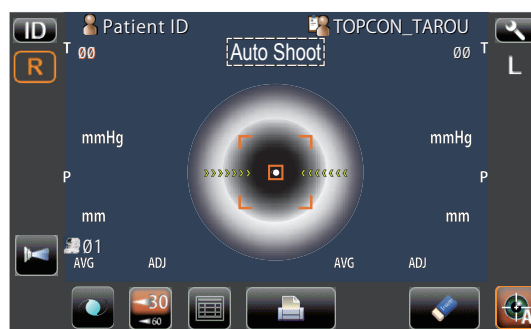 ID Patient ID TOPCON_TAROU
R T 00 Auto Shoot 00 T L
mmHg mmHg
P P
mm mm
01
AVG ADJ AVG ADJ
30
60
A